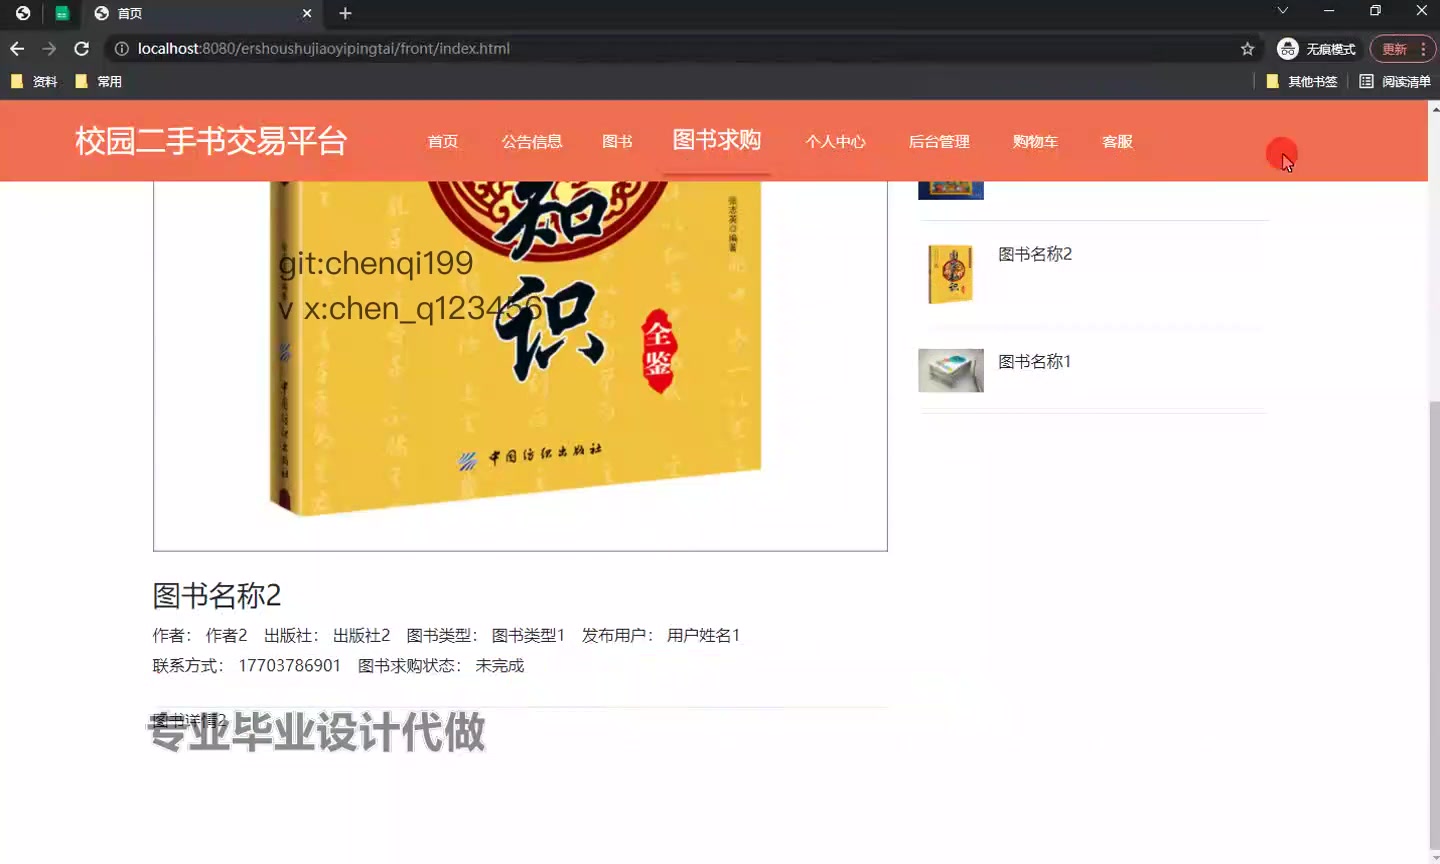 首页
localhost:8080/ershoushujiaoyipingtai/front/index.html
无痕模式
更新
资料
常用
其他书签
阅读清单
校园二手书交易平台
首页
公告信息
图书
图书求购
个人中心
后台管理
购物车
客服
知
识
全鉴
张志英◎编著
中国纺织出版社
git:chenqi199
v x:chen_q123456
图书名称2
图书名称1
图书名称2
作者： 作者2 出版社： 出版社2 图书类型： 图书类型1 发布用户： 用户姓名1
联系方式： 17703786901 图书求购状态： 未完成
图书详情2
专业毕业设计代做